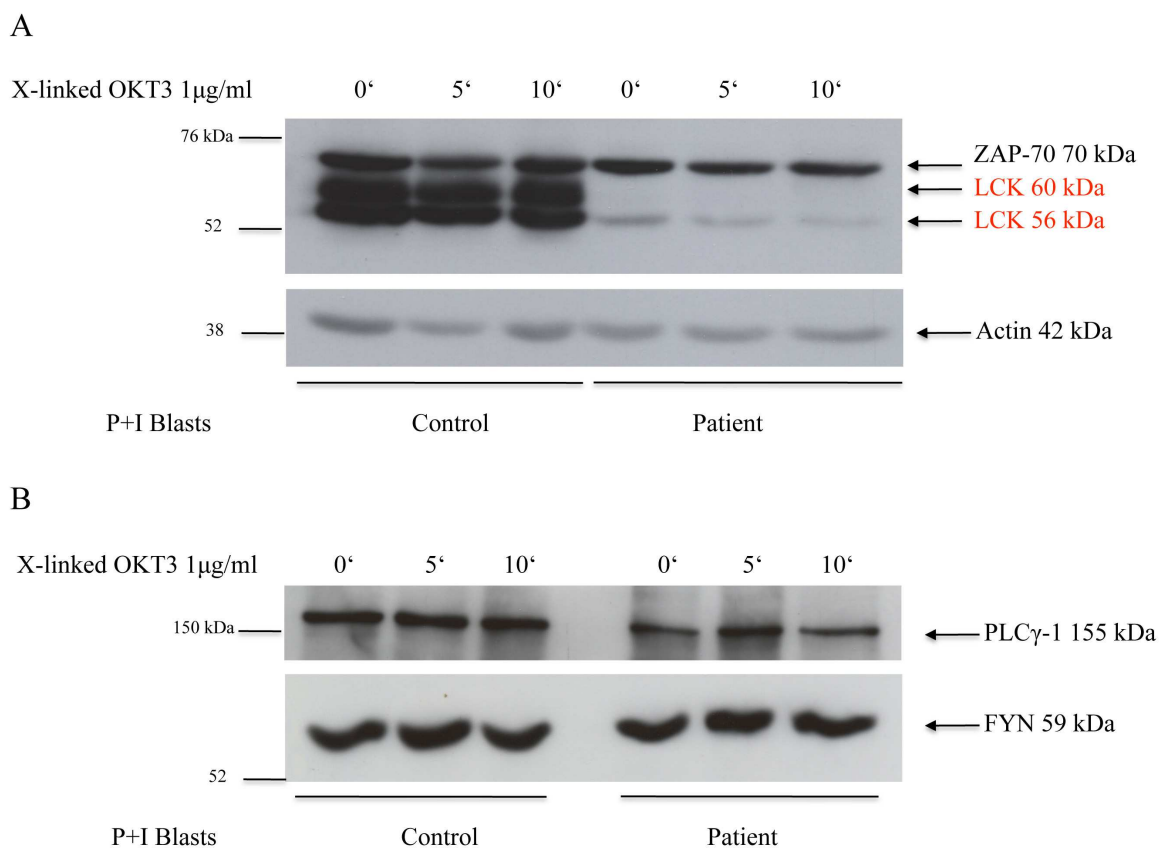 A
X-linked OKT3 1μg/ml 0‘ 5‘ 10‘ 0‘ 5‘ 10‘
76 kDa
ZAP-70 70 kDa
LCK 60 kDa
LCK 56 kDa
52
38
Actin 42 kDa
P+I Blasts Control Patient
B
X-linked OKT3 1μg/ml 0‘ 5‘ 10‘ 0‘ 5‘ 10‘
150 kDa
PLCγ-1 155 kDa
FYN 59 kDa
52
P+I Blasts Control Patient